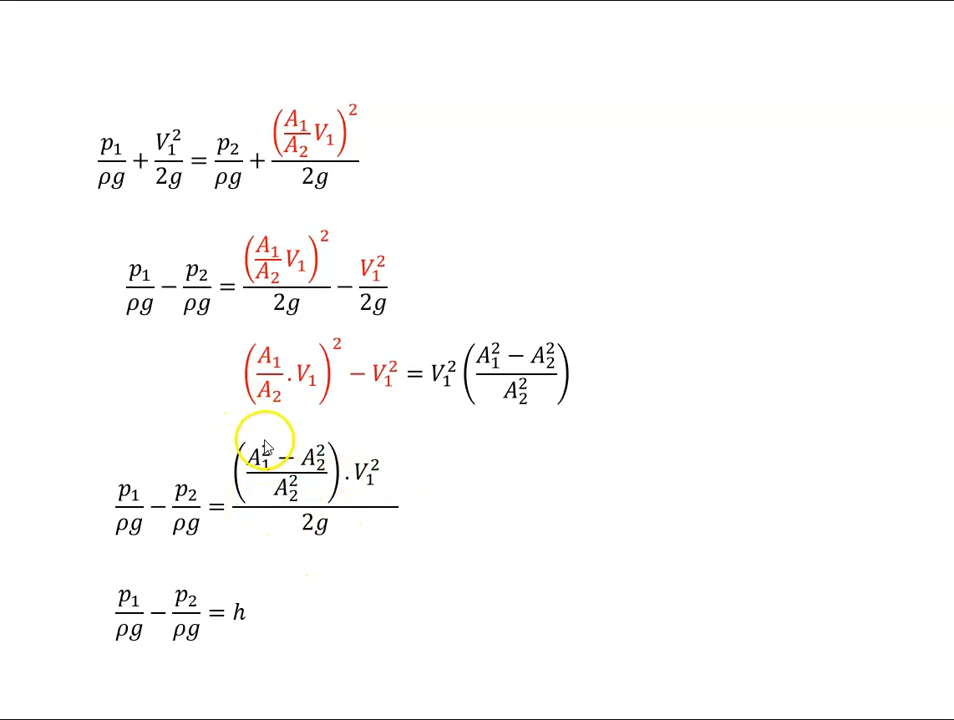 p₁/ρg + V₁²/2g = p₂/ρg + (A₁/A₂ V₁)²/2g
p₁/ρg − p₂/ρg = (A₁/A₂ V₁)²/2g − V₁²/2g
(A₁/A₂ . V₁)² − V₁² = V₁² ((A₁² − A₂²)/A₂²)
p₁/ρg − p₂/ρg = ((A₁² − A₂²)/A₂²) . V₁²/2g
p₁/ρg − p₂/ρg = h